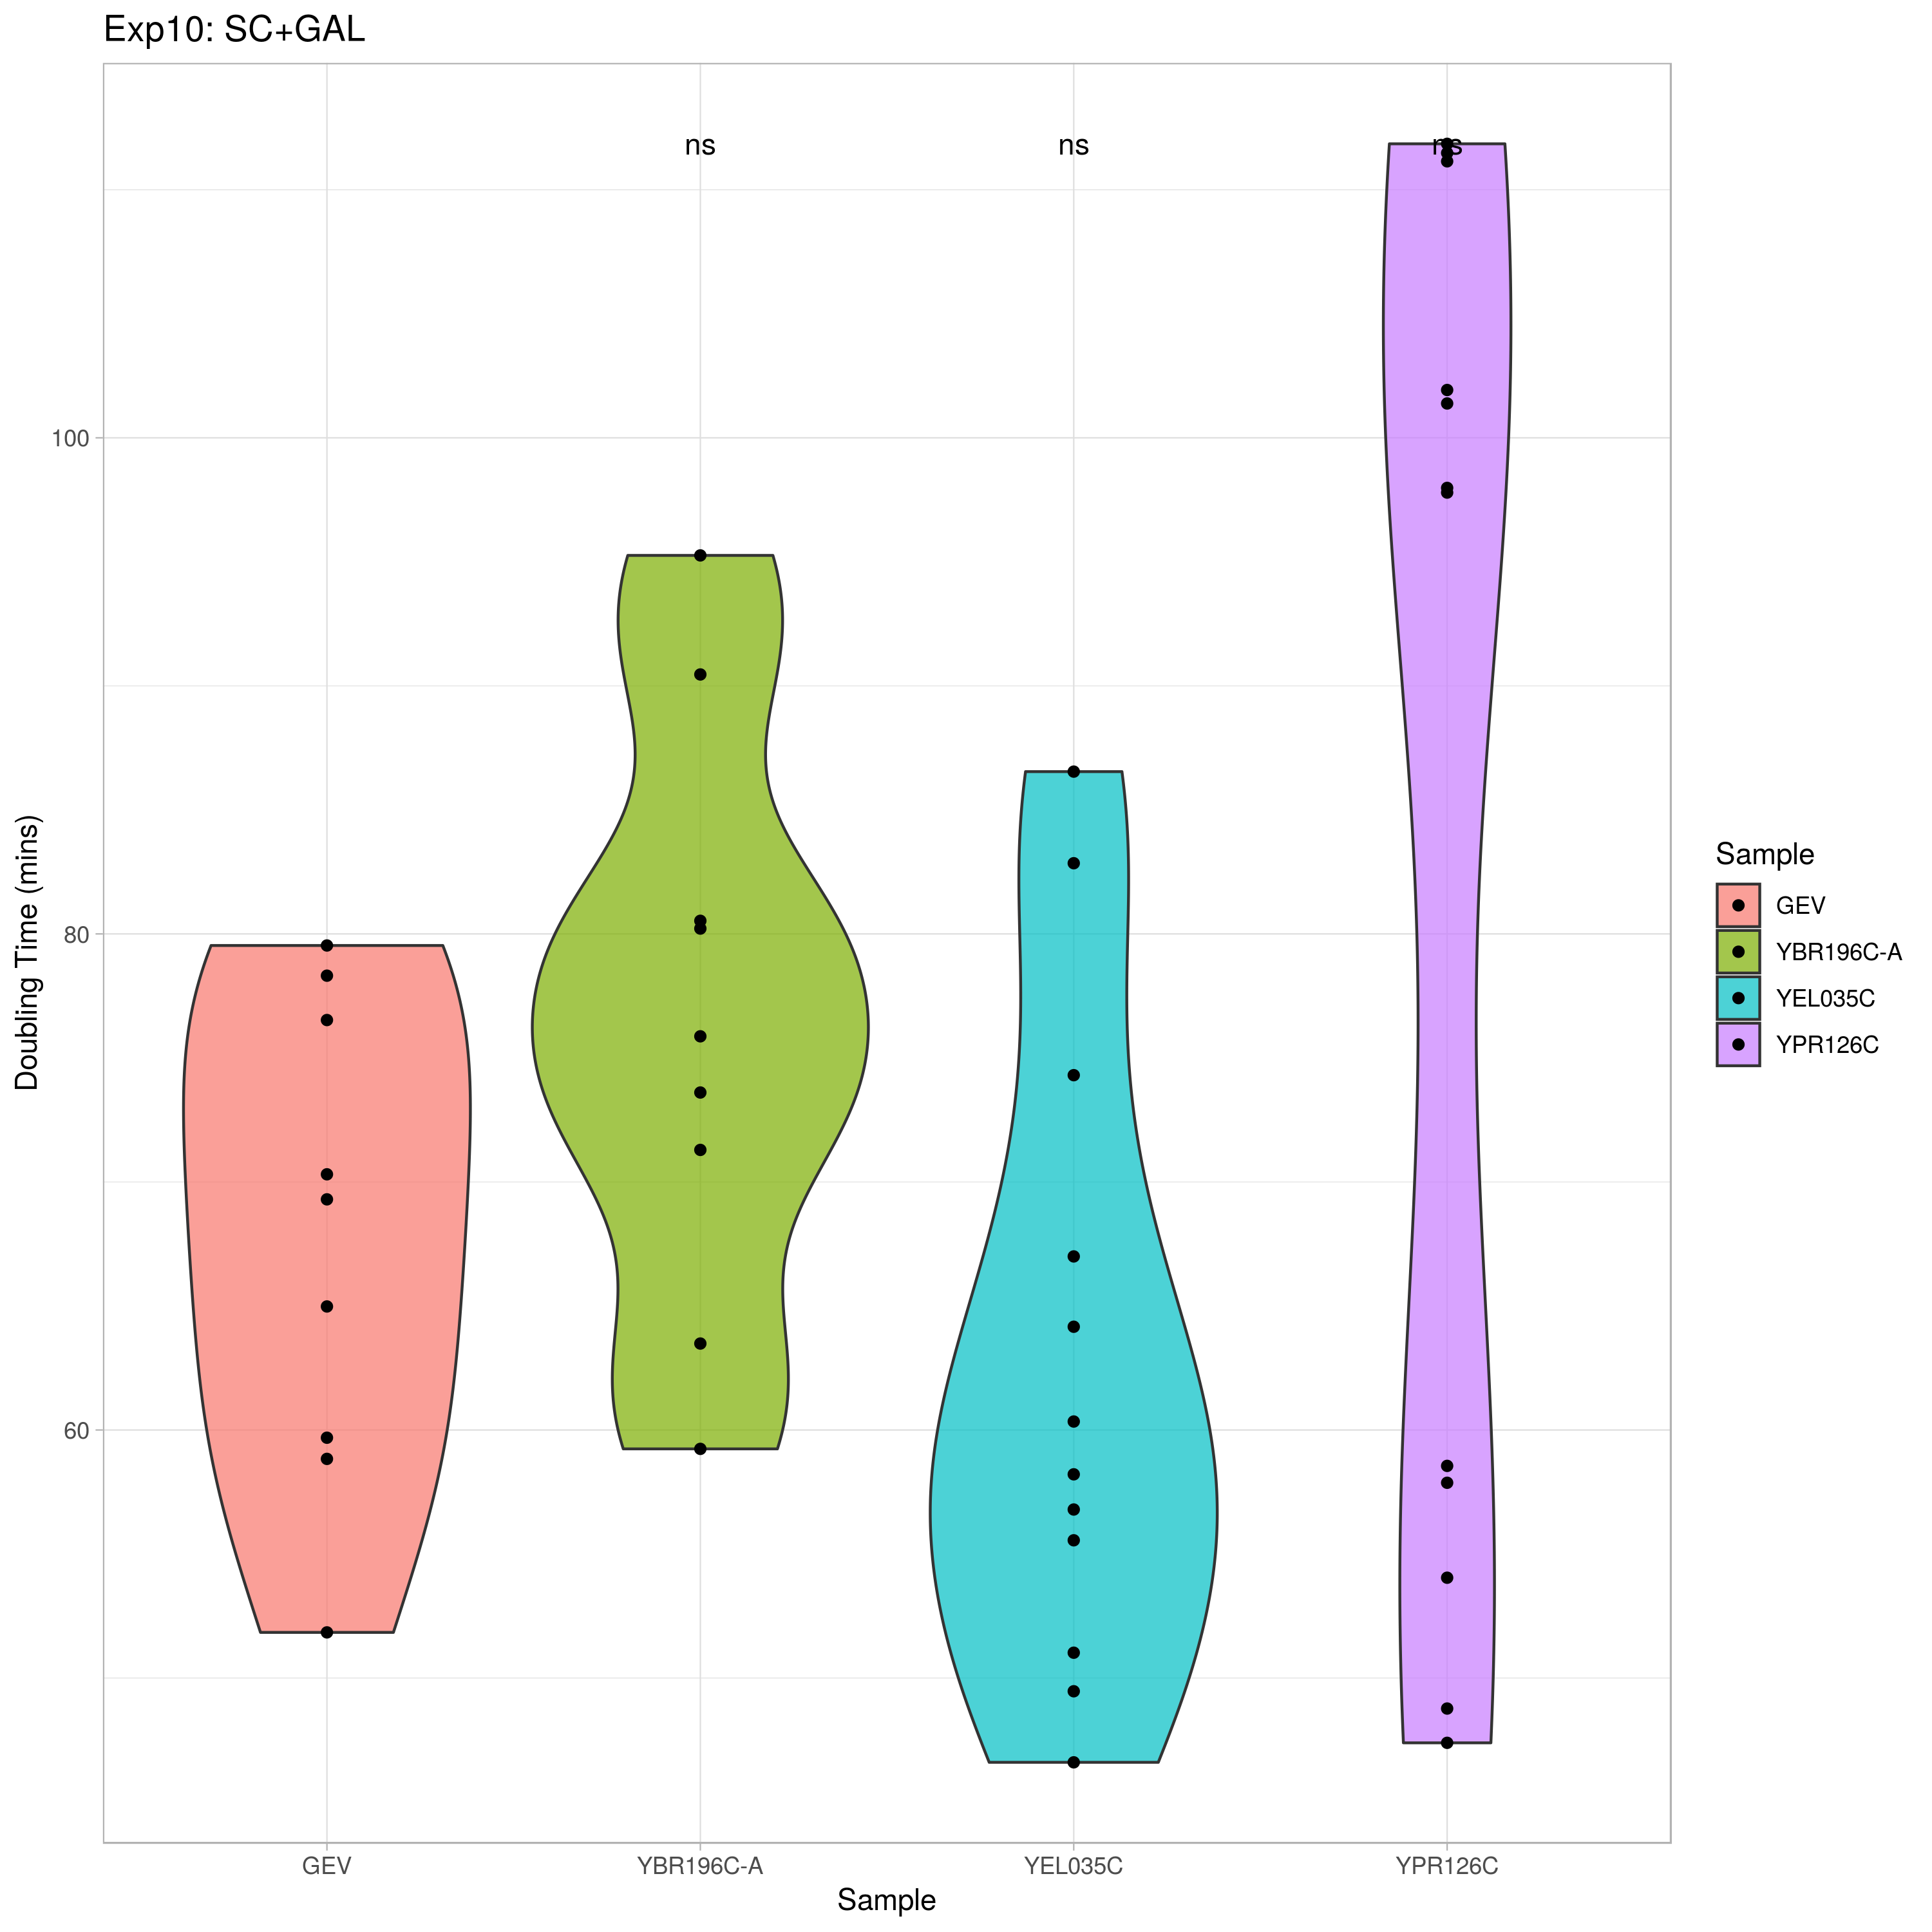 Exp10: SC+GAL
ns
ns
ns
100
80
60
Doubling Time (mins)
GEV
YBR196C-A
YEL035C
YPR126C
Sample
Sample
GEV
YBR196C-A
YEL035C
YPR126C